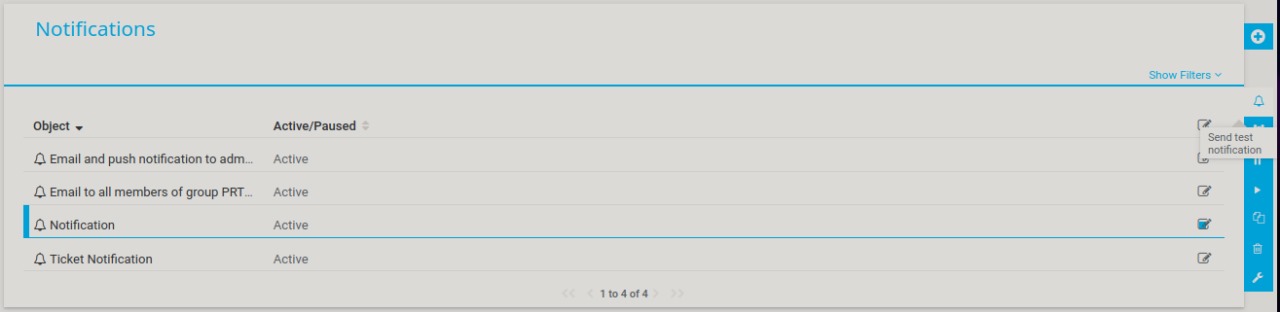 Notifications
Show Filters
Object Active/Paused
Send test
notification
Email and push notification to adm... Active
Email to all members of group PRT... Active
Notification Active
Ticket Notification Active
1 to 4 of 4